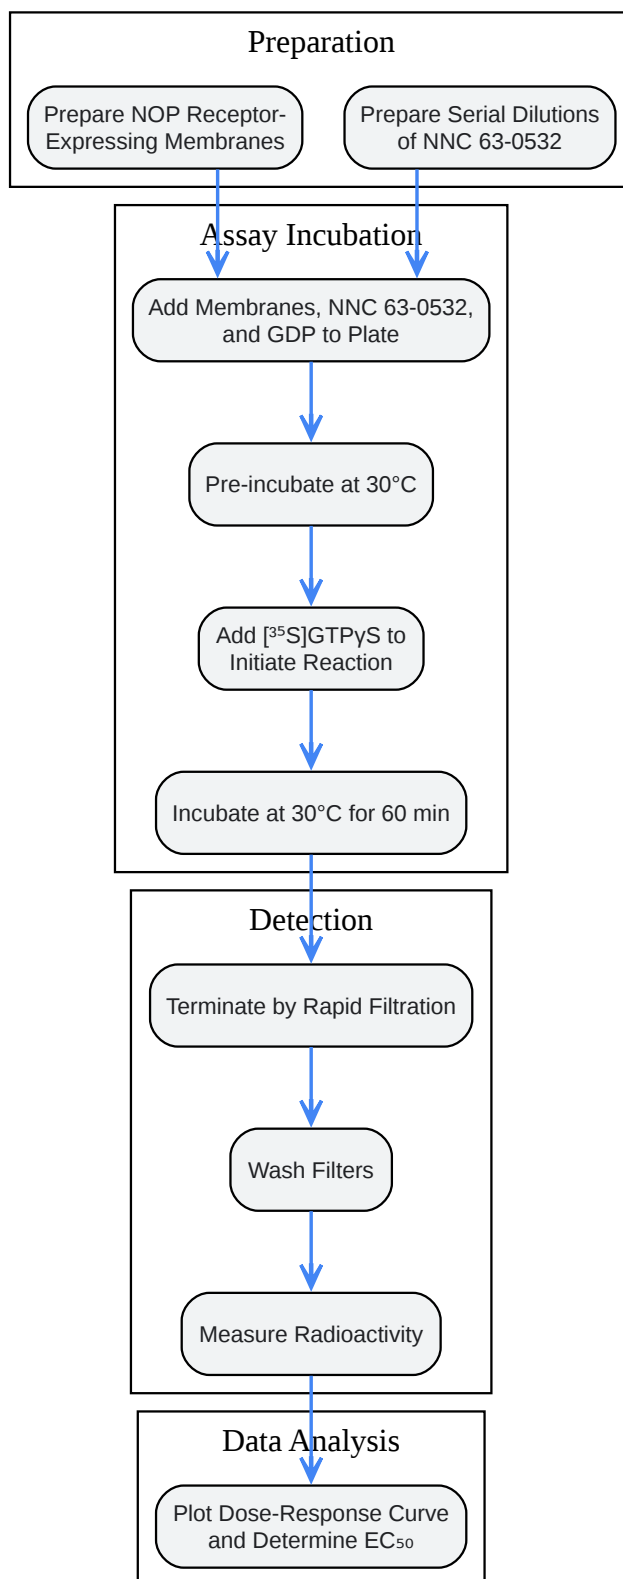 Preparation
Prepare NOP Receptor-
Expressing Membranes
Prepare Serial Dilutions
of NNC 63-0532
Assay Incubation
Add Membranes, NNC 63-0532,
and GDP to Plate
Pre-incubate at 30°C
Add [³⁵S]GTPγS to
Initiate Reaction
Incubate at 30°C for 60 min
Detection
Terminate by Rapid Filtration
Wash Filters
Measure Radioactivity
Data Analysis
Plot Dose-Response Curve
and Determine EC₅₀